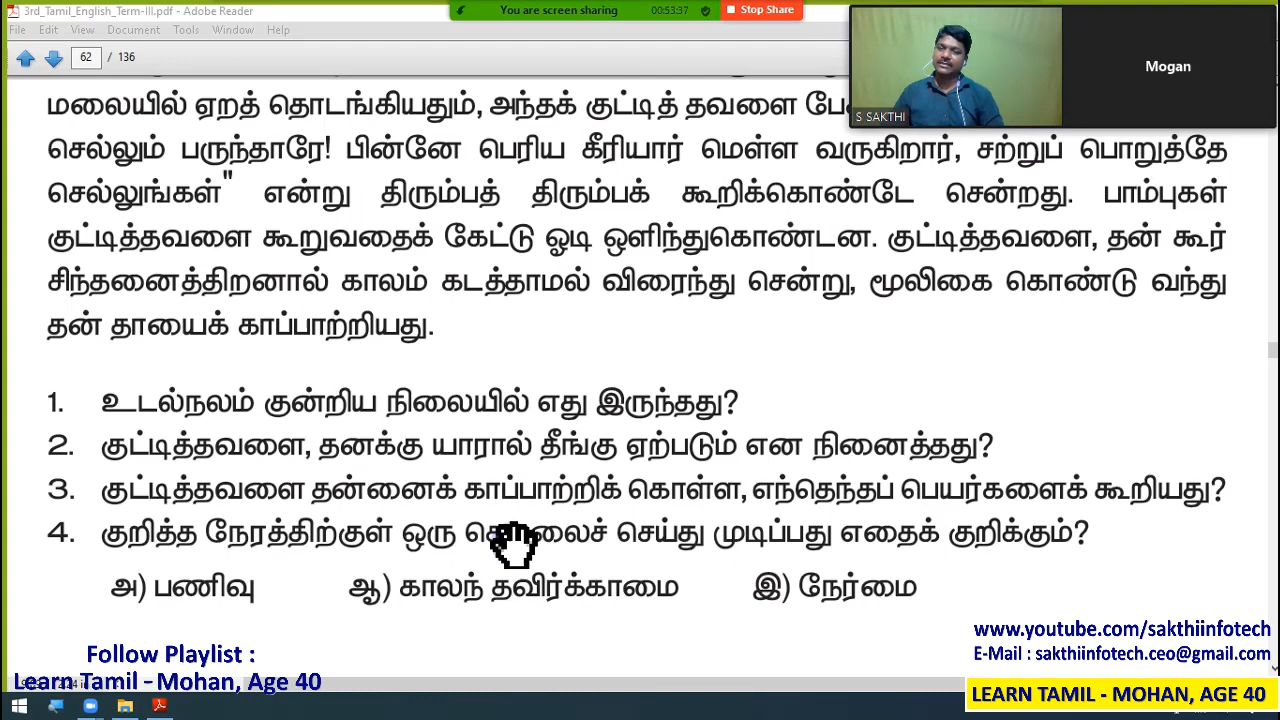 3rd_Tamil_English_Term-III.pdf - Adobe Reader
You are screen sharing
00:53:37
Stop Share
File Edit View Document Tools Window Help
62 / 136
Mogan
S SAKTHI
மலையில் ஏறத் தொடங்கியதும், அந்தக் குட்டித் தவளை
செல்லும் பருந்தாரே! பின்னே பெரிய கீரியார் மெள்ள வருகிறார், சற்றுப் பொறுத்தே
செல்லுங்கள்" என்று திரும்பத் திரும்பக் கூறிக்கொண்டே சென்றது. பாம்புகள்
குட்டித்தவளை கூறுவதைக் கேட்டு ஓடி ஒளிந்துகொண்டன. குட்டித்தவளை, தன் கூர்
சிந்தனைத்திறனால் காலம் கடத்தாமல் விரைந்து சென்று, மூலிகை கொண்டு வந்து
தன் தாயைக் காப்பாற்றியது.
1. உடல்நலம் குன்றிய நிலையில் எது இருந்தது?
2. குட்டித்தவளை, தனக்கு யாரால் தீங்கு ஏற்படும் என நினைத்தது?
3. குட்டித்தவளை தன்னைக் காப்பாற்றிக் கொள்ள, எந்தெந்தப் பெயர்களைக் கூறியது?
4. குறித்த நேரத்திற்குள் ஒரு செய்து முடிப்பது எதைக் குறிக்கும்?
அ) பணிவு ஆ) காலந் தவிர்க்காமை இ) நேர்மை
www.youtube.com/sakthiinfotech
E-Mail : sakthiinfotech.ceo@gmail.com
Follow Playlist :
Learn Tamil - Mohan, Age 40
LEARN TAMIL - MOHAN, AGE 40